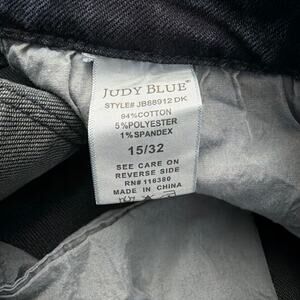 JUDY BLUE
STYLE# JB88912 DK
94%COTTON
5%POLYESTER
1%SPANDEX
15/32
SEE CARE ON
REVERSE SIDE
RN# 116380
MADE IN CHINA